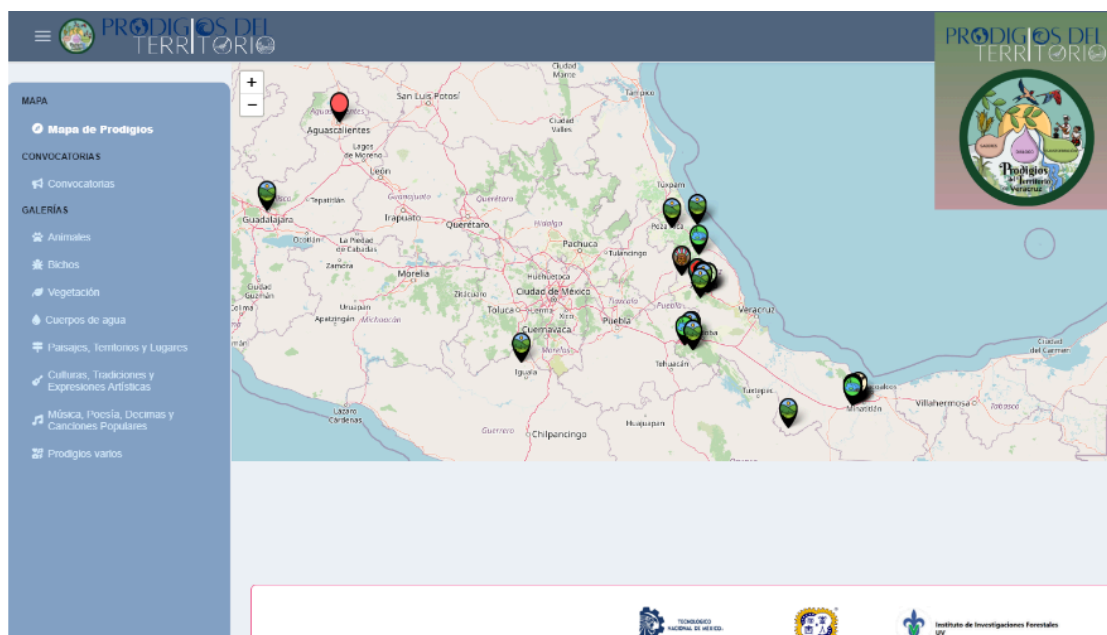 PRODIGIOS DEL
TERRITORIO
PRODIGIOS DEL
TERRITORIO
Prodigios
del Territorio
Veracruz
MAPA
Mapa de Prodigios
CONVOCATORIAS
Convocatorias
GALERÍAS
Animales
Bichos
Vegetación
Cuerpos de agua
Paisajes, Territorios y Lugares
Culturas, Tradiciones y
Expresiones Artísticas
Música, Poesía, Decimas y
Canciones Populares
Prodigios varios
+
−
Ciudad
Mante
San Luis Potosí
Tampico
Aguascalientes
Ciudad
Valles
Lagos
de Moreno
León
Tuxpam
Tepatitlán
Guanajuato
Querétaro
Guadalajara
Irapuato
Querétaro
Hidalgo
Ocotlán
La Piedad
de Cabadas
Pachuca
Tulancingo
Zamora
Morelia
Huehuetoca
Ciudad
Guzmán
Zitácuaro
Ciudad de México
Tlaxcala
Uruapan
Toluca
Puebla
Veracruz
Apatzingán
Michoacán
Xico
Puebla
Cuernavaca
Morelos
Ciudad
del Carmen
Iguala
Tehuacán
Tuxtepec
Minatitlán
Villahermosa
Tabasco
Lázaro
Cárdenas
Huajuapan
Guerrero
Chilpancingo
TECNOLÓGICO
NACIONAL DE MÉXICO
Instituto de Investigaciones Forestales
UV